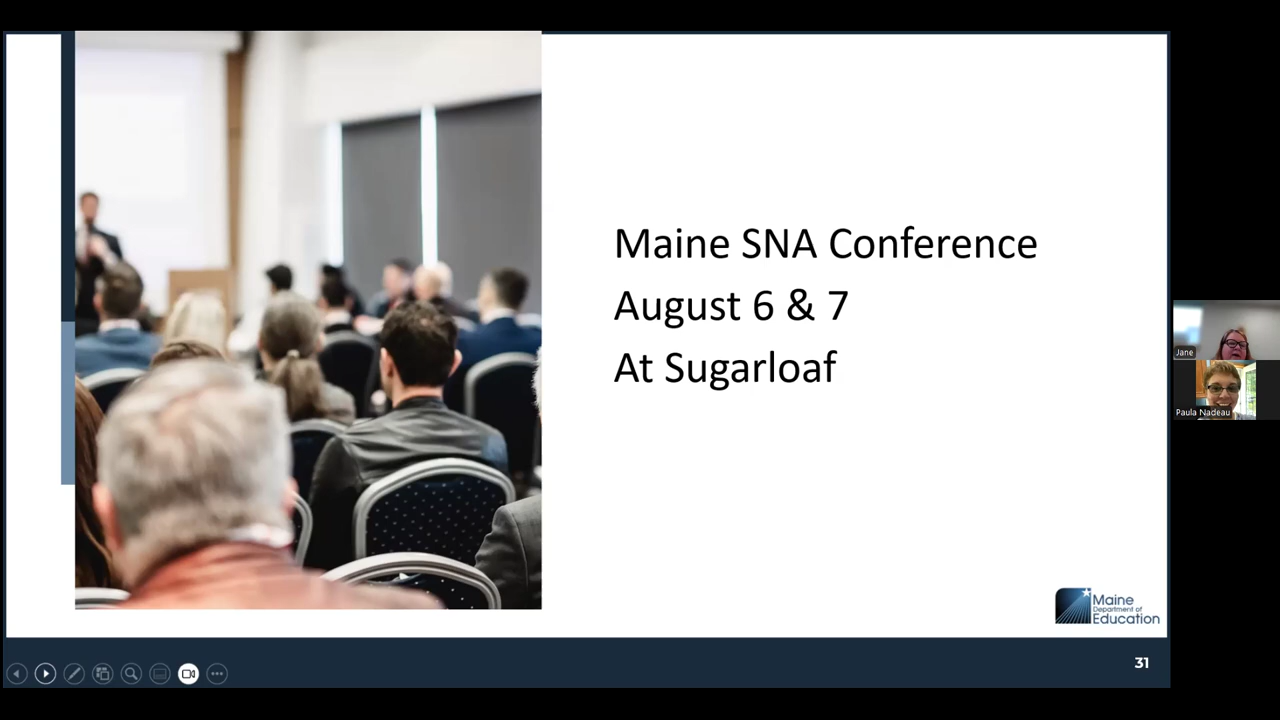 Maine SNA Conference
August 6 & 7
At Sugarloaf
Jane
Paula Nadeau
Maine
Department of
Education
31